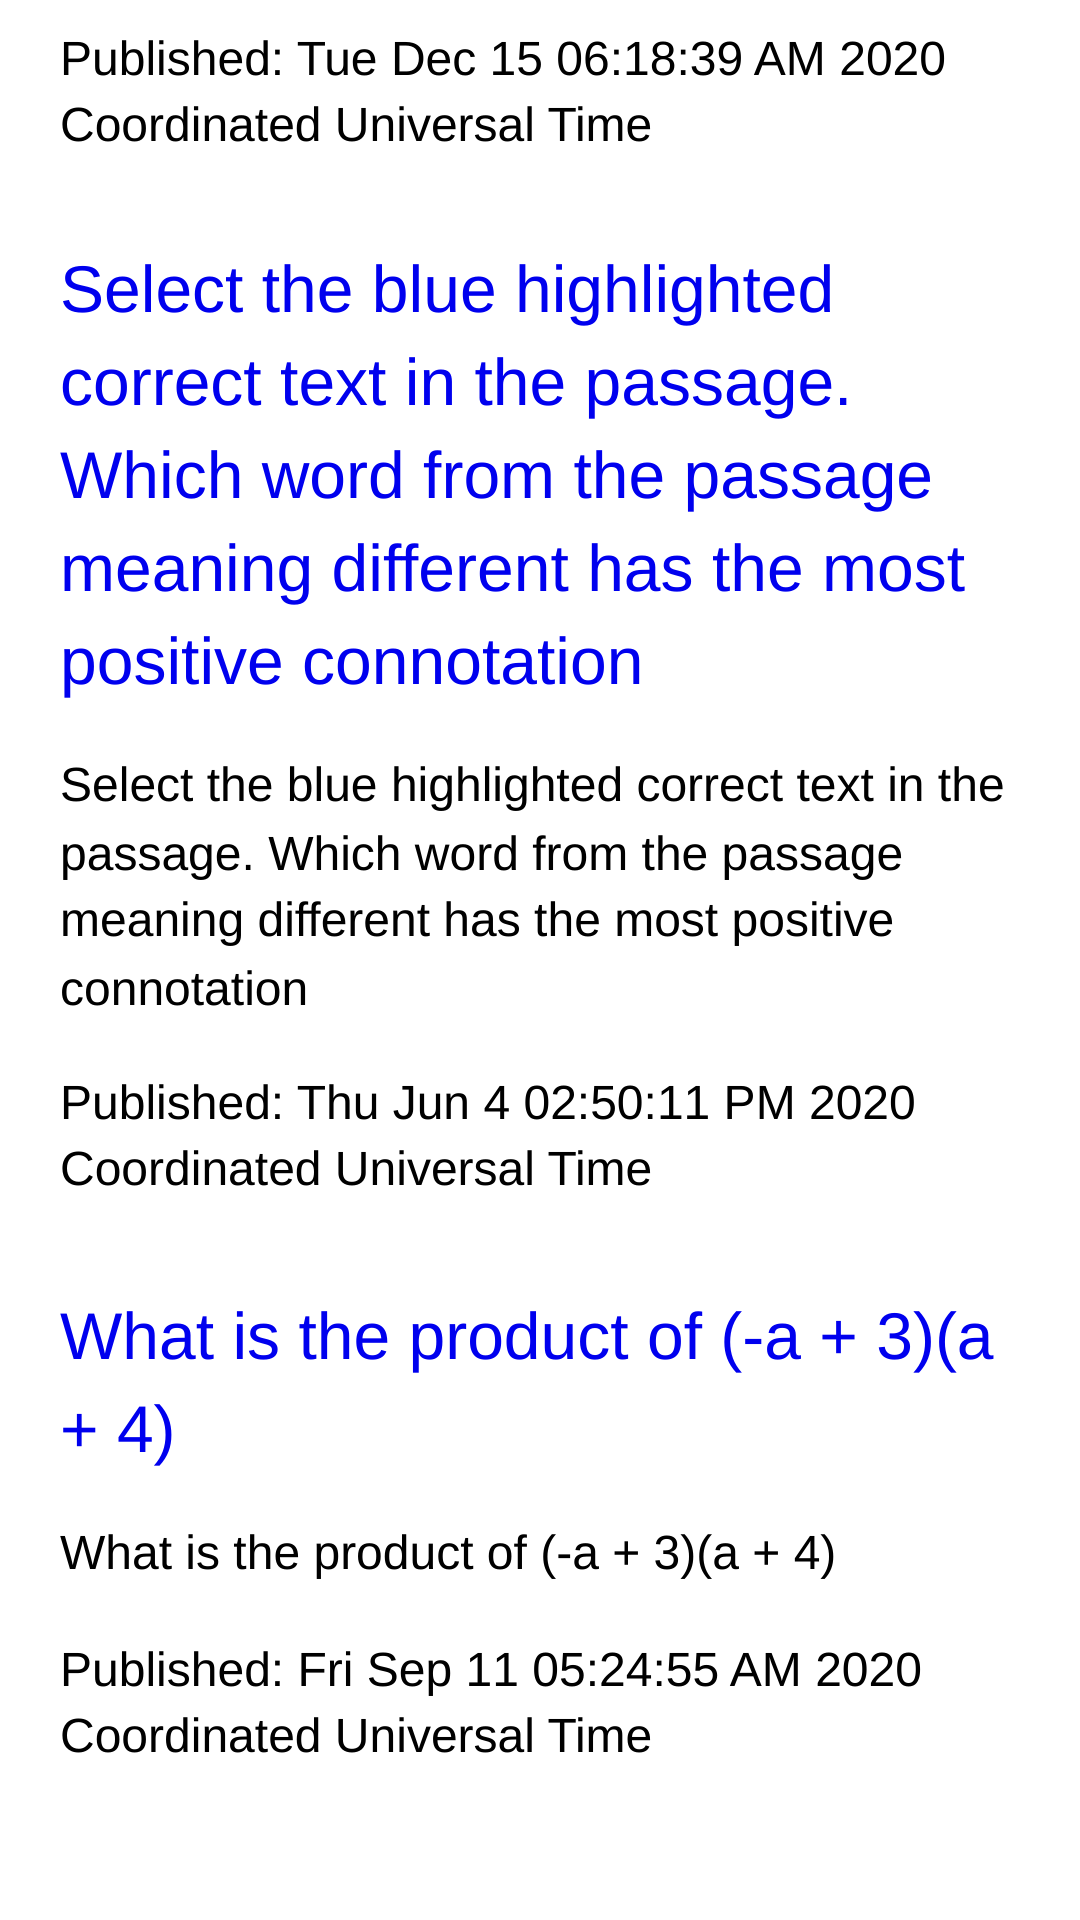 Published: Tue Dec 15 06:18:39 AM 2020
Coordinated Universal Time
Select the blue highlighted
correct text in the passage.
Which word from the passage
meaning different has the most
positive connotation
Select the blue highlighted correct text in the
passage. Which word from the passage
meaning different has the most positive
connotation
Published: Thu Jun 4 02:50:11 PM 2020
Coordinated Universal Time
What is the product of (-a + 3)(a
+ 4)
What is the product of (-a + 3)(a + 4)
Published: Fri Sep 11 05:24:55 AM 2020
Coordinated Universal Time